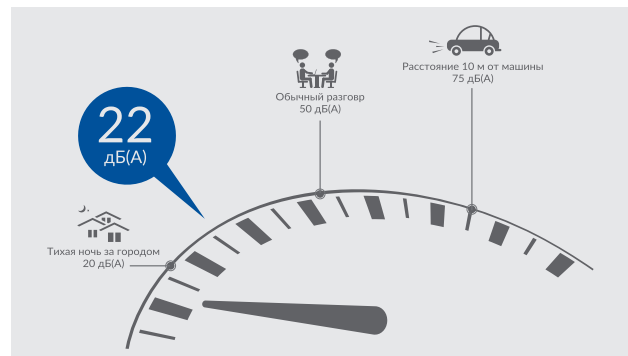 22
дБ(А)
Тихая ночь за городом
20 дБ(А)
Обычный разговр
50 дБ(А)
Расстояние 10 м от машины
75 дБ(А)